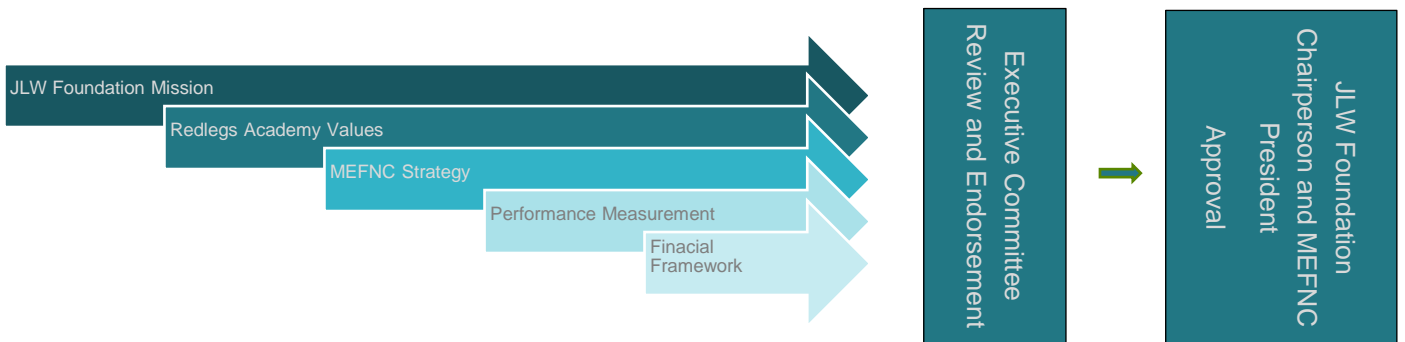 JLW Foundation Mission
Redlegs Academy Values
MEFNC Strategy
Performance Measurement
Finacial
Framework
Executive Committee
Review and Endorsement
JLW Foundation
Chairperson and MEFNC
President
Approval